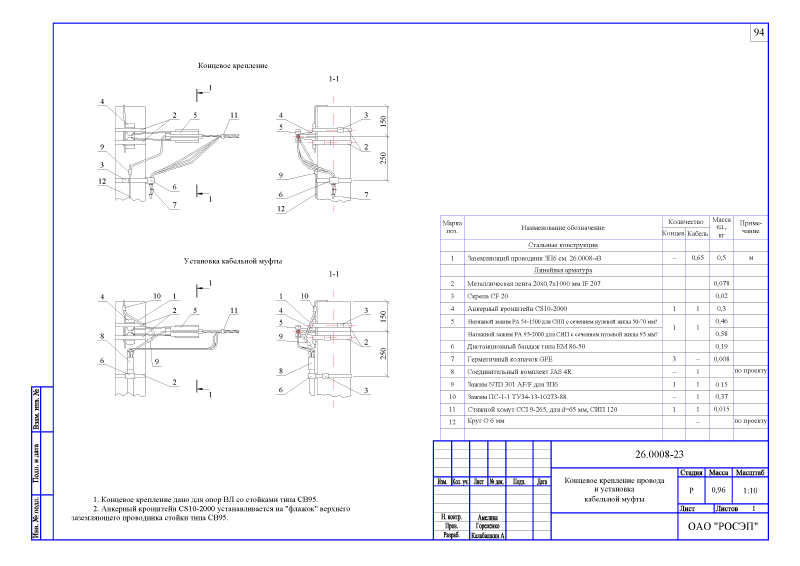 94
Концевое крепление
1-1
1
4
2
5
11
9
3
12
6
7
1
4
5
3
2
9
6
12
7
150
250
Установка кабельной муфты
1-1
1
4
10
1
2
5
11
8
6
9
2
1
1
10
4
5
9
3
2
8
6
3
150
250
Марка поз. Наименование обозначение Количество Масса ед., кг Приме-чание
Концев Кабель
Стальные конструкции
1 Заземляющий проводник ЗП6 см. 26.0008-43 – 0,65 0,5 м
Линейная арматура
2 Металлическая лента 20х0,7х1000 мм IF 207 0,078
3 Скрепа CF 20 0,02
4 Анкерный кронштейн CS10-2000 1 1 0,3
5 Натяжной зажим PA 54-1500 для СИП с сечением нулевой жилы 50-70 мм² 1 1 0,46
Натяжной зажим PA 95-2000 для СИП с сечением нулевой жилы 95 мм² 0,58
6 Дистанционный бандаж типа BM 86-50 0,19
7 Герметичный колпачок GPE 3 – 0,008
8 Соединительный комплект JAS 4R – 1 по проекту
9 Зажим NTD 301 AF/F для ЗП6 1 1 0.15
10 Зажим ПС-1-1 ТУ34-13-10273-88. – 1 0,37
11 Стяжной хомут CCI 9-265, для d=65 мм, СИП 120 1 1 0,015
12 Круг О 6 мм – по проекту
26.0008-23
Изм. Кол. уч. Лист № док. Подп. Дата
Концевое крепление провода
и установка
кабельной муфты
Стадия Масса Масштаб
Р 0,96 1:10
Лист Листов 1
Н. контр. Амелина
Пров. Гореленко
Разраб. Калабашкин А
ОАО "РОСЭП"
Взам. инв. №
Подп. и дата
Инв. № подл.
1. Концевое крепление дано для опор ВЛ со стойками типа СВ95.
2. Анкерный кронштейн CS10-2000 устанавливается на "флажок" верхнего
заземляющего проводника стойки типа СВ95.